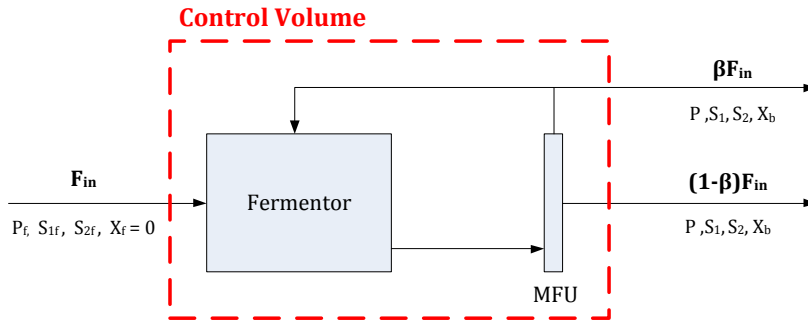 Control Volume
βFin
P ,S1, S2, Xb
Fin
Pf, S1f, S2f, Xf = 0
Fermentor
(1-β)Fin
P ,S1, S2, Xb
MFU